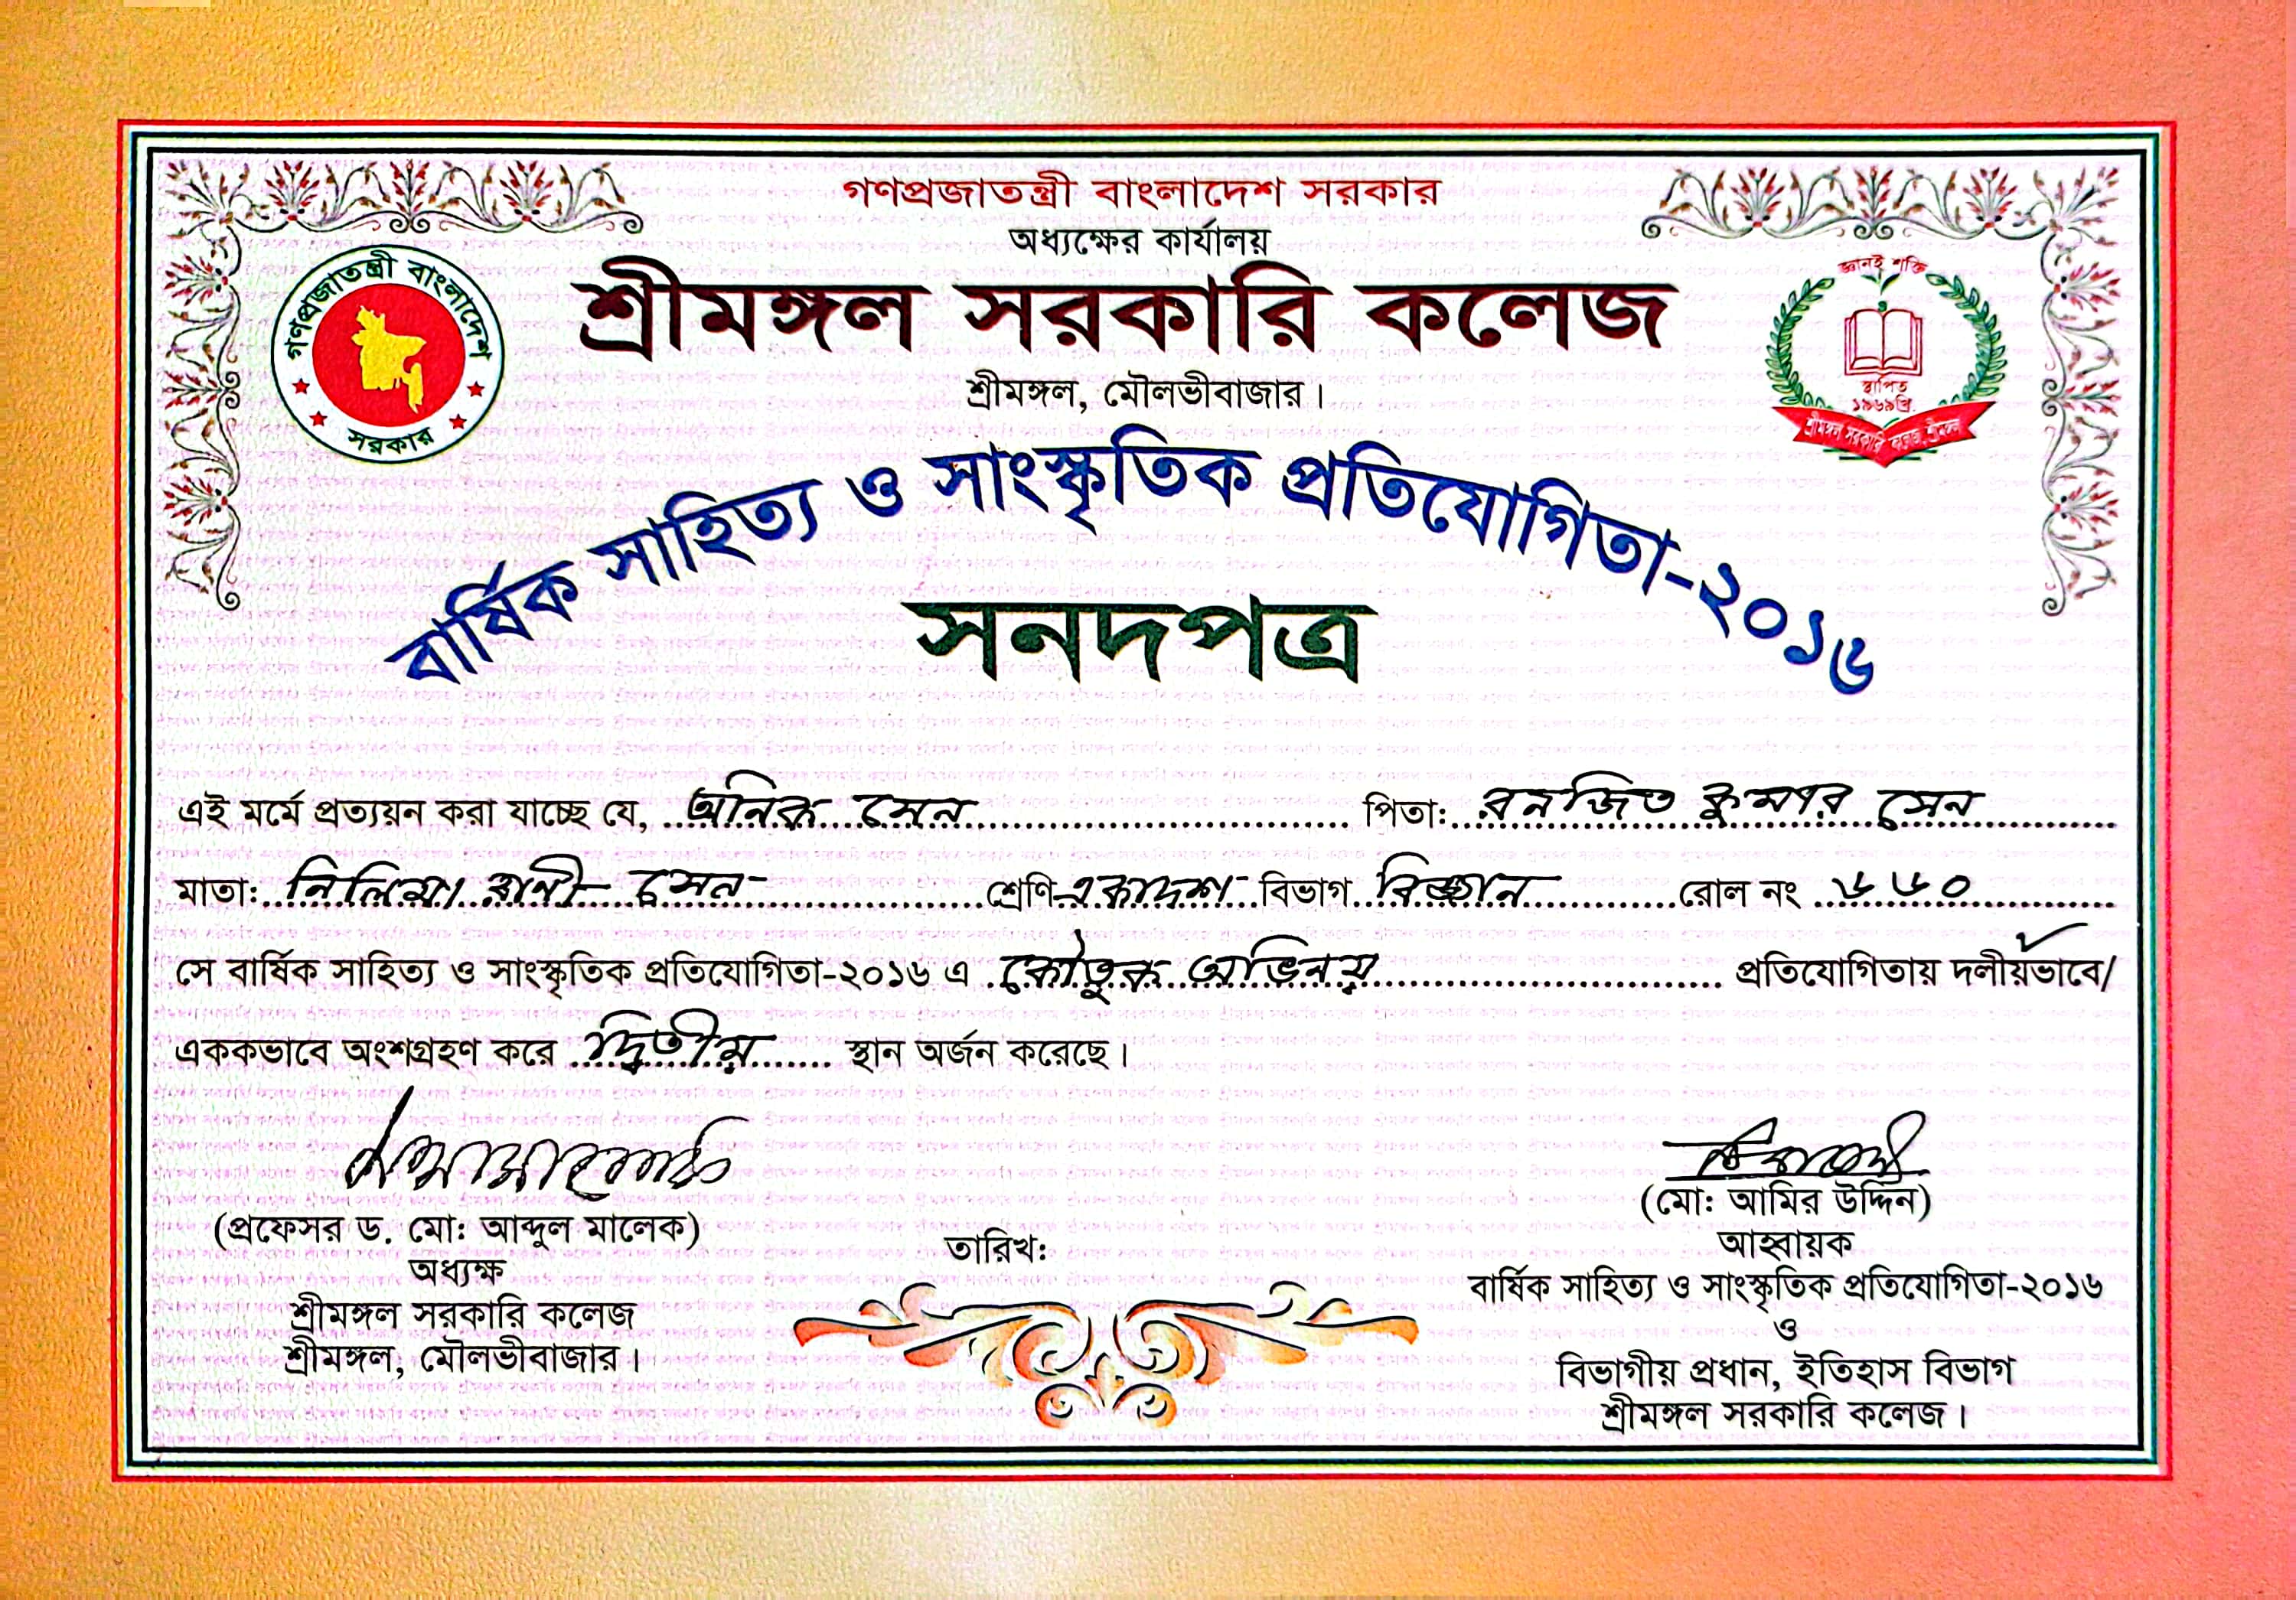 গণপ্রজাতন্ত্রী বাংলাদেশ সরকার
অধ্যক্ষের কার্যালয়
শ্রীমঙ্গল সরকারি কলেজ
শ্রীমঙ্গল, মৌলভীবাজার।
গণপ্রজাতন্ত্রী বাংলাদেশ
সরকার
জ্ঞানই শক্তি
স্থাপিত
১৯৬৯খ্রি.
শ্রীমঙ্গল সরকারি কলেজ, শ্রীমঙ্গল
বার্ষিক সাহিত্য ও সাংস্কৃতিক প্রতিযোগিতা-২০১৬
সনদপত্র
এই মর্মে প্রত্যয়ন করা যাচ্ছে যে, অনিক সেন পিতা: রনজিত কুমার সেন
মাতা: নিলিমা রাণী সেন শ্রেণি একাদশ বিভাগ বিজ্ঞান রোল নং ৬৬০
সে বার্ষিক সাহিত্য ও সাংস্কৃতিক প্রতিযোগিতা-২০১৬ এ কৌতুক অভিনয় প্রতিযোগিতায় দলীয়ভাবে/
এককভাবে অংশগ্রহণ করে দ্বিতীয় স্থান অর্জন করেছে।
(প্রফেসর ড. মো: আব্দুল মালেক)
অধ্যক্ষ
শ্রীমঙ্গল সরকারি কলেজ
শ্রীমঙ্গল, মৌলভীবাজার।
তারিখ:
(মো: আমির উদ্দিন)
আহ্বায়ক
বার্ষিক সাহিত্য ও সাংস্কৃতিক প্রতিযোগিতা-২০১৬
ও
বিভাগীয় প্রধান, ইতিহাস বিভাগ
শ্রীমঙ্গল সরকারি কলেজ।